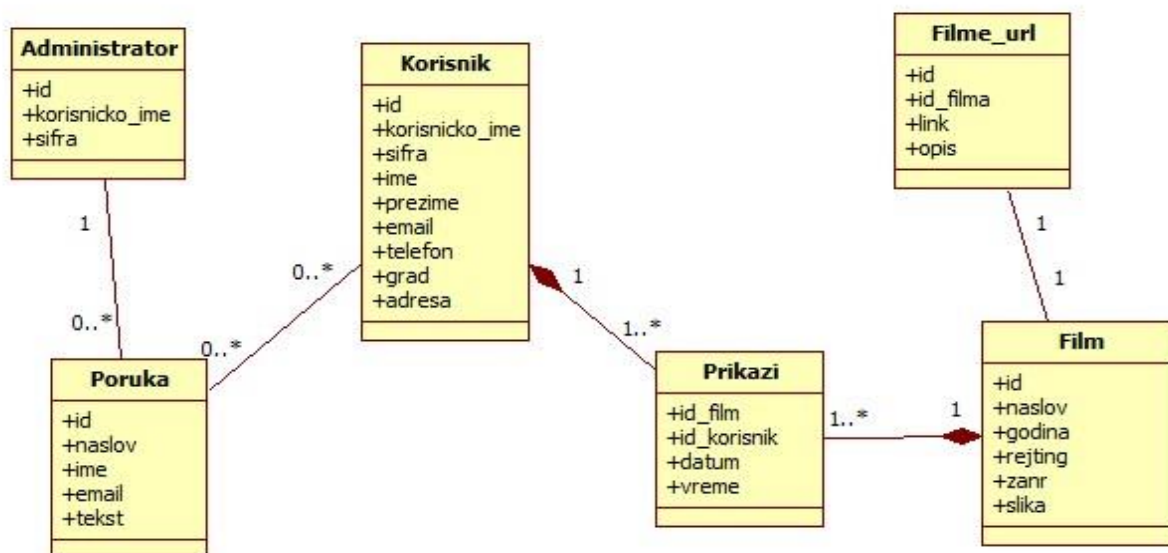 Administrator
+id
+korisnicko_ime
+sifra
Korisnik
+id
+korisnicko_ime
+sifra
+ime
+prezime
+email
+telefon
+grad
+adresa
Filme_url
+id
+id_filma
+link
+opis
1
0..*
0..*
0..*
1
1..*
1
1
Poruka
+id
+naslov
+ime
+email
+tekst
Prikazi
+id_film
+id_korisnik
+datum
+vreme
1..*
1
Film
+id
+naslov
+godina
+rejting
+zanr
+slika